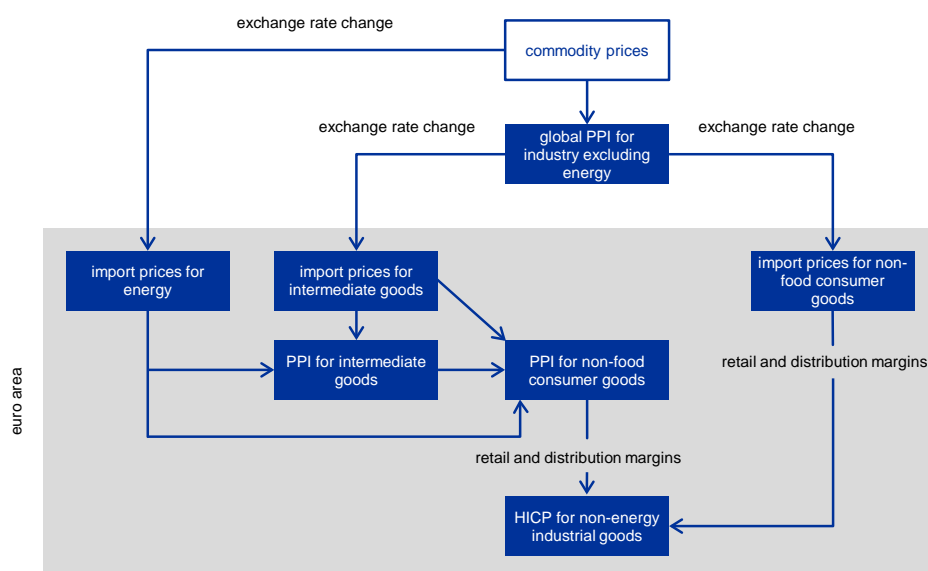 exchange rate change
commodity prices
exchange rate change
exchange rate change
global PPI for
industry excluding
energy
import prices for
energy
import prices for
intermediate goods
import prices for non-
food consumer
goods
PPI for intermediate
goods
PPI for non-food
consumer goods
retail and distribution margins
euro area
retail and distribution margins
HICP for non-energy
industrial goods